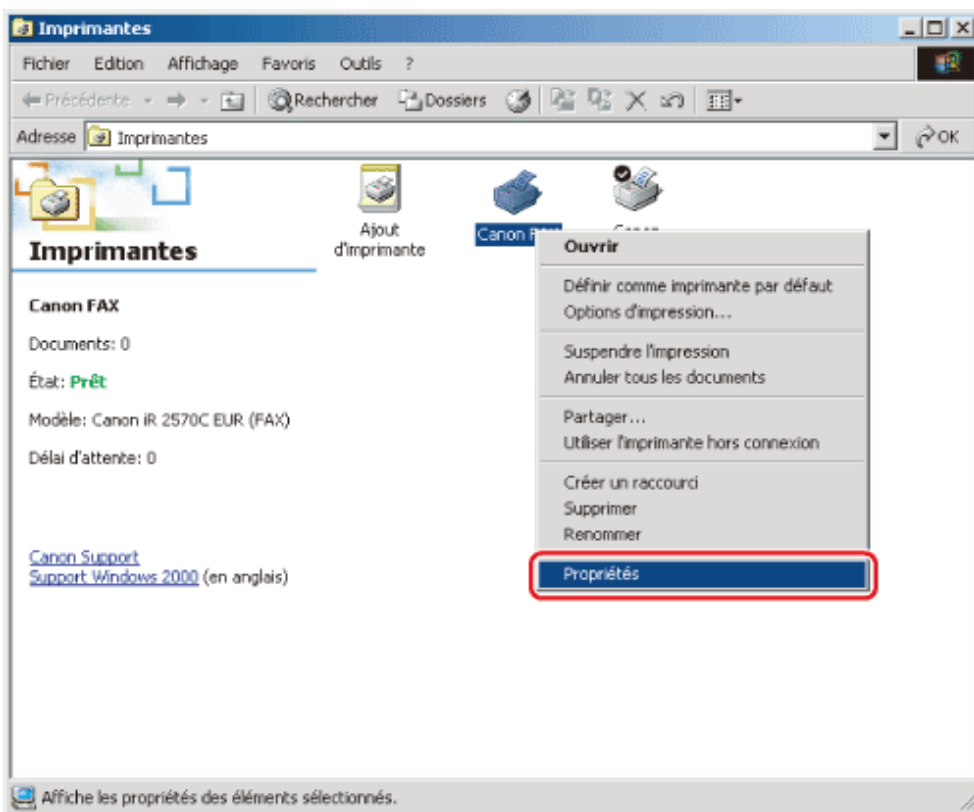 Imprimantes
Fichier Edition Affichage Favoris Outils ?
Précédente Rechercher Dossiers
Adresse Imprimantes OK
Ajout
d'imprimante
Canon
Imprimantes
Canon FAX
Documents: 0
État: Prêt
Modèle: Canon iR 2570C EUR (FAX)
Délai d'attente: 0
Canon Support
Support Windows 2000 (en anglais)
Ouvrir
Définir comme imprimante par défaut
Options d'impression...
Suspendre l'impression
Annuler tous les documents
Partager...
Utiliser l'imprimante hors connexion
Créer un raccourci
Supprimer
Renommer
Propriétés
Affiche les propriétés des éléments sélectionnés.